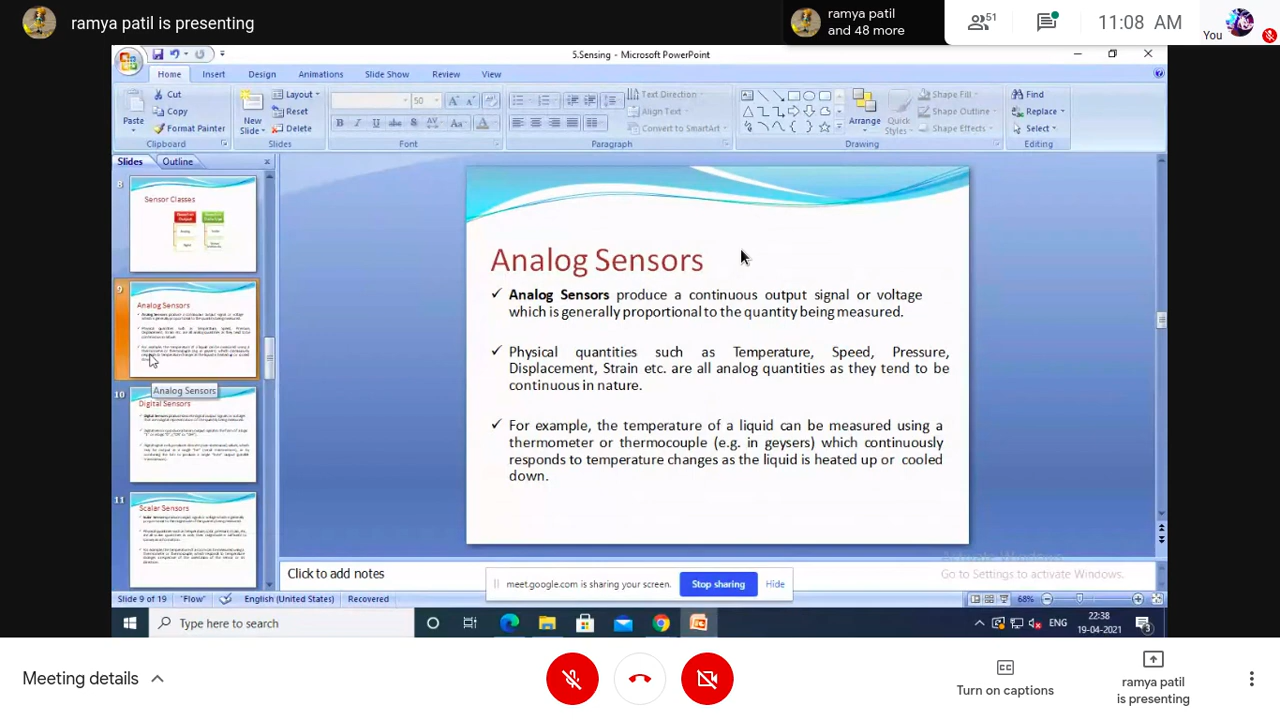 ramya patil is presenting
ramya patil
and 48 more
51
11:08 AM
You
5.Sensing - Microsoft PowerPoint
Home Insert Design Animations Slide Show Review View
Paste
Cut
Copy
Format Painter
Clipboard
New
Slide
Layout
Reset
Delete
Slides
50
B I U abc S AV Aa A
Font
Text Direction
Align Text
Convert to SmartArt
Paragraph
Arrange
Quick
Styles
Shape Fill
Shape Outline
Shape Effects
Drawing
Find
Replace
Select
Editing
Slides Outline
8
Sensor Classes
9
Analog Sensors
Analog Sensors
10
Digital Sensors
11
Scalar Sensors
Analog Sensors
✓ Analog Sensors produce a continuous output signal or voltage
which is generally proportional to the quantity being measured.
✓ Physical quantities such as Temperature, Speed, Pressure,
Displacement, Strain etc. are all analog quantities as they tend to be
continuous in nature.
✓ For example, the temperature of a liquid can be measured using a
thermometer or thermocouple (e.g. in geysers) which continuously
responds to temperature changes as the liquid is heated up or cooled
down.
Activate Windows
Go to Settings to activate Windows.
Click to add notes
meet.google.com is sharing your screen.
Stop sharing
Hide
Slide 9 of 19 "Flow" English (United States) Recovered
68%
Type here to search
ENG
22:38
19-04-2021
3
Meeting details
Turn on captions
ramya patil
is presenting